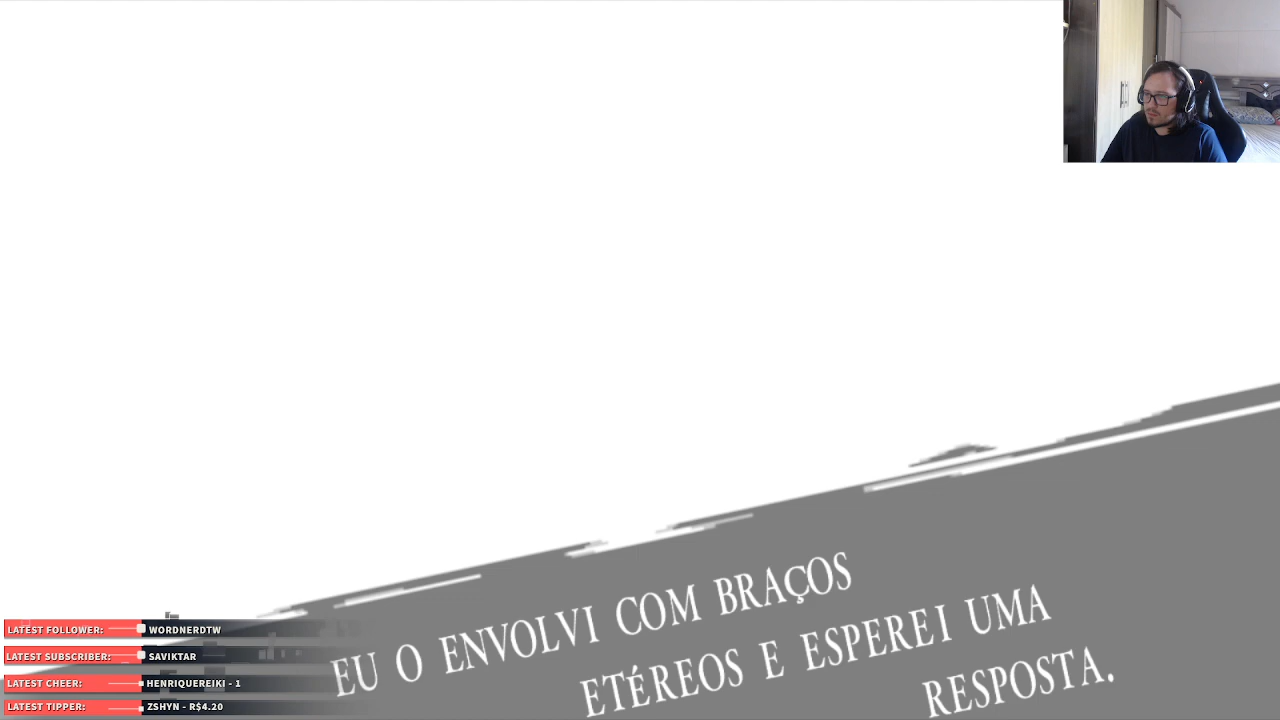 EU O ENVOLVI COM BRAÇOS
ETÉREOS E ESPEREI UMA
RESPOSTA.
LATEST FOLLOWER: WORDNERDTW
LATEST SUBSCRIBER: SAVIKTAR
LATEST CHEER: HENRIQUEREIKI - 1
LATEST TIPPER: ZSHYN - R$4.20